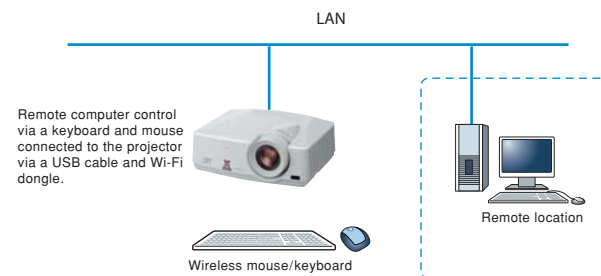 LAN
Remote computer control
via a keyboard and mouse
connected to the projector
via a USB cable and Wi-Fi
dongle.
Remote location
Wireless mouse/keyboard